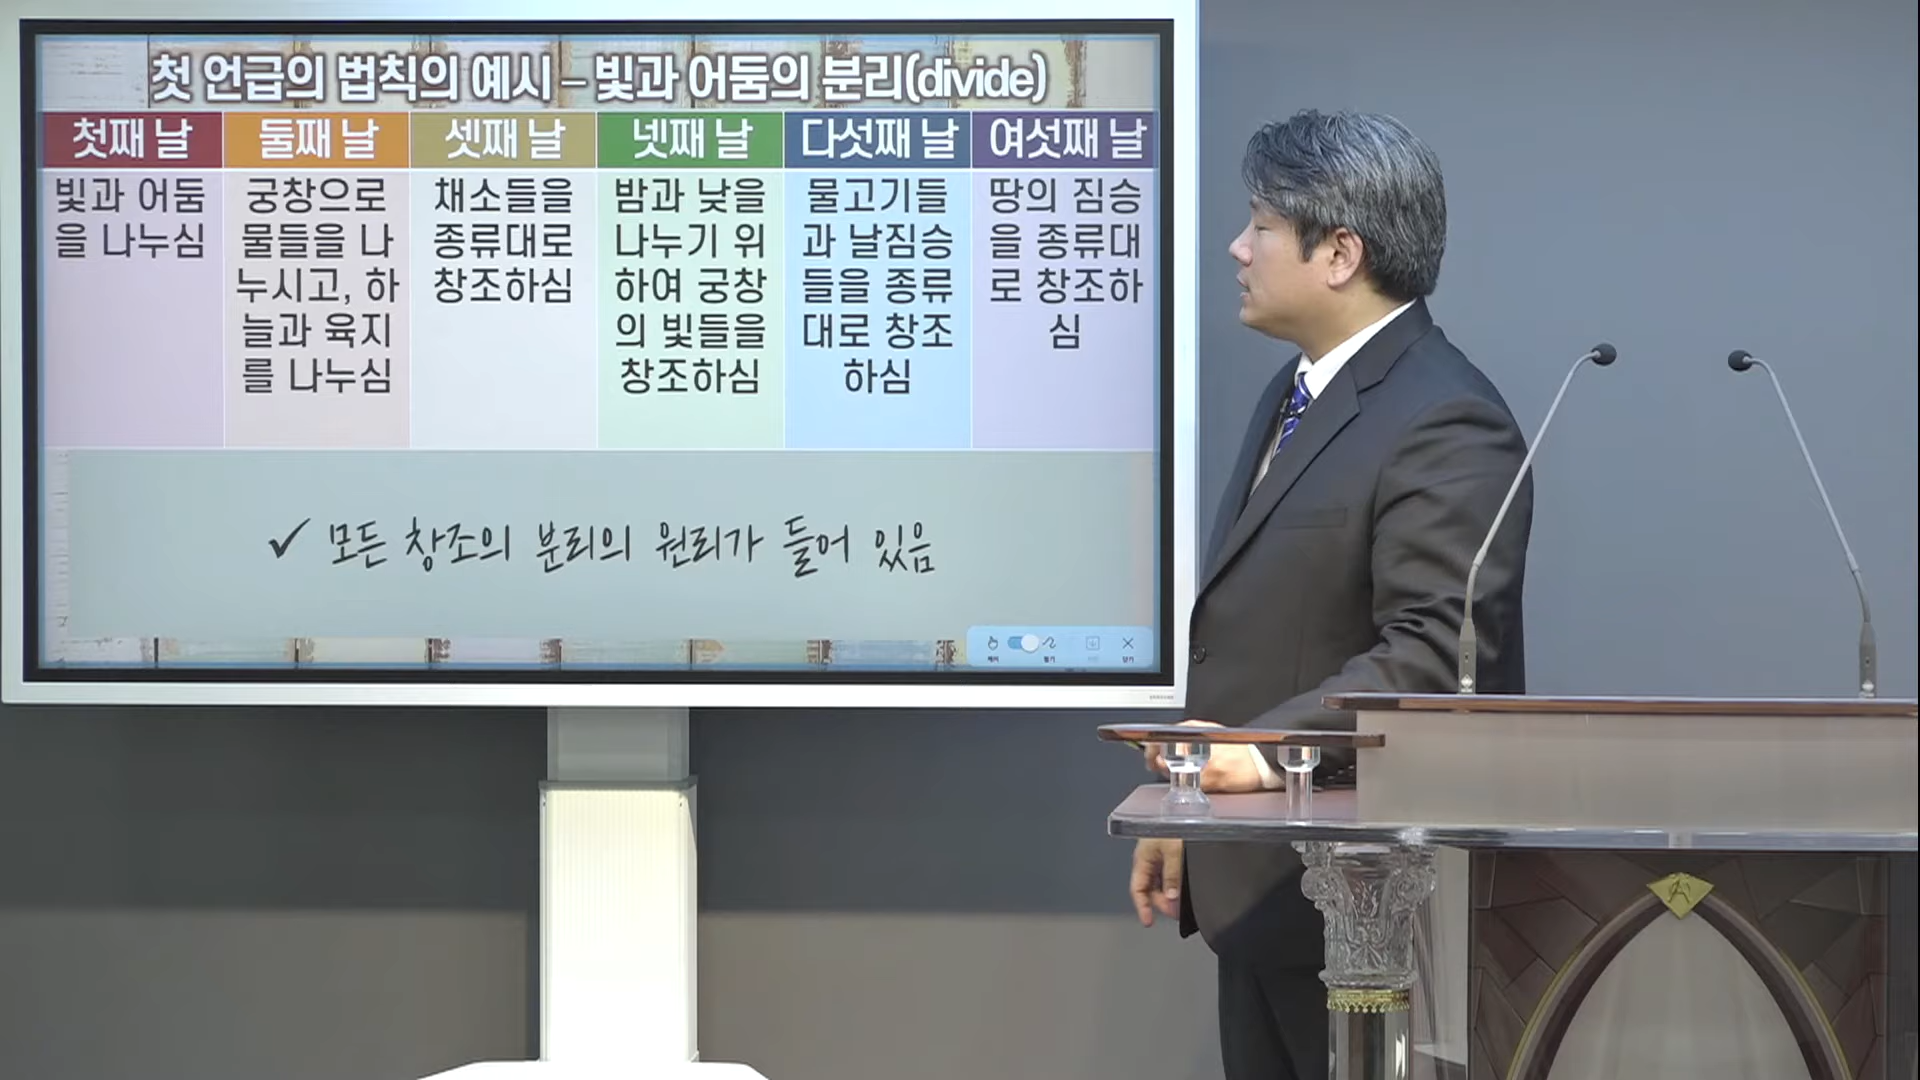 첫 언급의 법칙의 예시 – 빛과 어둠의 분리(divide)
첫째 날
빛과 어둠
을 나누심
둘째 날
궁창으로
물들을 나
누시고, 하
늘과 육지
를 나누심
셋째 날
채소들을
종류대로
창조하심
넷째 날
밤과 낮을
나누기 위
하여 궁창
의 빛들을
창조하심
다섯째 날
물고기들
과 날짐승
들을 종류
대로 창조
하심
여섯째 날
땅의 짐승
을 종류대
로 창조하
심
✓ 모든 창조의 분리의 원리가 들어 있음
SAMSUNG